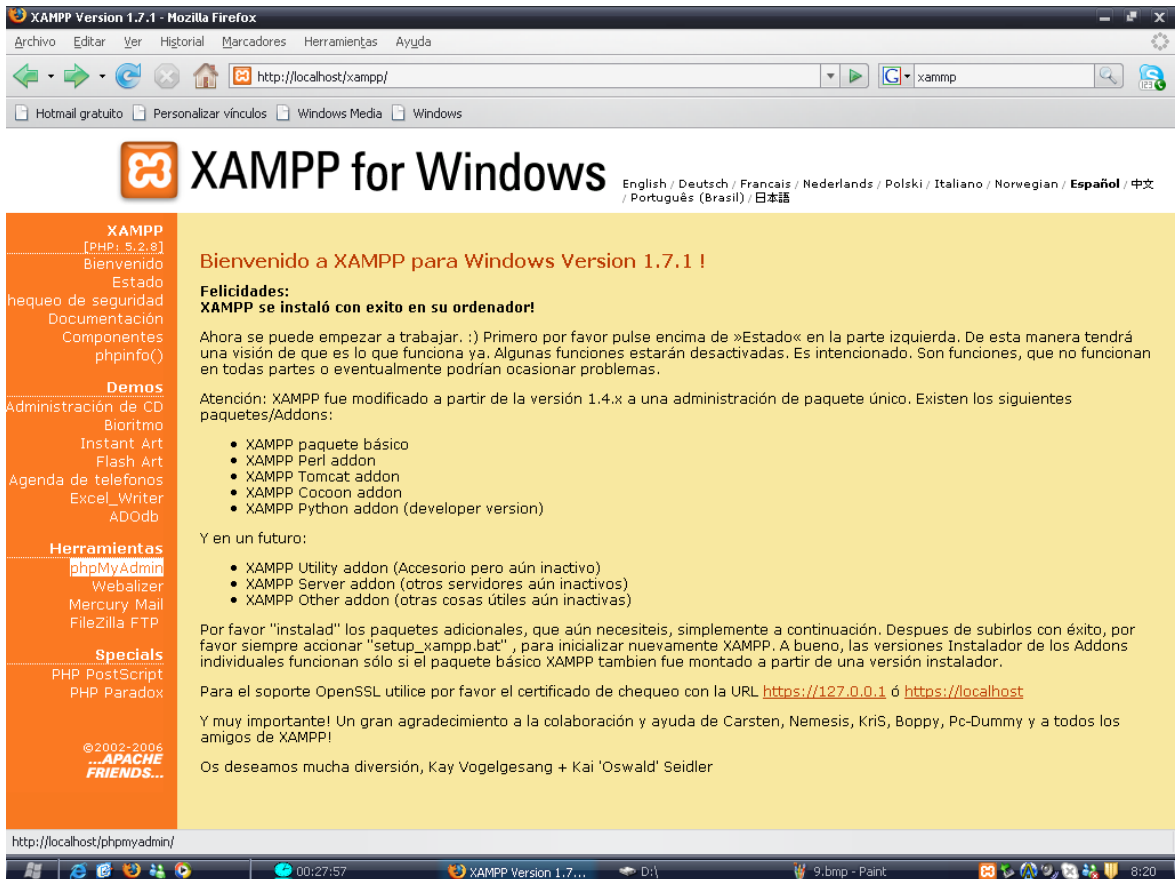 XAMPP Version 1.7.1 - Mozilla Firefox
Archivo Editar Ver Historial Marcadores Herramientas Ayuda
http://localhost/xampp/
xammp
Hotmail gratuito Personalizar vínculos Windows Media Windows
XAMPP for Windows
English / Deutsch / Francais / Nederlands / Polski / Italiano / Norwegian / Español / 中文
/ Português (Brasil) / 日本語
XAMPP
[PHP: 5.2.8]
Bienvenido
Estado
hequeo de seguridad
Documentación
Componentes
phpinfo()
Demos
Administración de CD
Bioritmo
Instant Art
Flash Art
Agenda de telefonos
Excel_Writer
ADOdb
Herramientas
phpMyAdmin
Webalizer
Mercury Mail
FileZilla FTP
Specials
PHP PostScript
PHP Paradox
©2002-2006
...APACHE
FRIENDS...
Bienvenido a XAMPP para Windows Version 1.7.1 !
Felicidades:
XAMPP se instaló con exito en su ordenador!
Ahora se puede empezar a trabajar. :) Primero por favor pulse encima de »Estado« en la parte izquierda. De esta manera tendrá
una visión de que es lo que funciona ya. Algunas funciones estarán desactivadas. Es intencionado. Son funciones, que no funcionan
en todas partes o eventualmente podrían ocasionar problemas.
Atención: XAMPP fue modificado a partir de la versión 1.4.x a una administración de paquete único. Existen los siguientes
paquetes/Addons:
• XAMPP paquete básico
• XAMPP Perl addon
• XAMPP Tomcat addon
• XAMPP Cocoon addon
• XAMPP Python addon (developer version)
Y en un futuro:
• XAMPP Utility addon (Accesorio pero aún inactivo)
• XAMPP Server addon (otros servidores aún inactivos)
• XAMPP Other addon (otras cosas útiles aún inactivas)
Por favor "instalad" los paquetes adicionales, que aún necesiteis, simplemente a continuación. Despues de subirlos con éxito, por
favor siempre accionar "setup_xampp.bat" , para inicializar nuevamente XAMPP. A bueno, las versiones Instalador de los Addons
individuales funcionan sólo si el paquete básico XAMPP tambien fue montado a partir de una versión instalador.
Para el soporte OpenSSL utilice por favor el certificado de chequeo con la URL https://127.0.0.1 ó https://localhost
Y muy importante! Un gran agradecimiento a la colaboración y ayuda de Carsten, Nemesis, KriS, Boppy, Pc-Dummy y a todos los
amigos de XAMPP!
Os deseamos mucha diversión, Kay Vogelgesang + Kai 'Oswald' Seidler
http://localhost/phpmyadmin/
00:27:57 XAMPP Version 1.7... D:\ 9.bmp - Paint 8:20